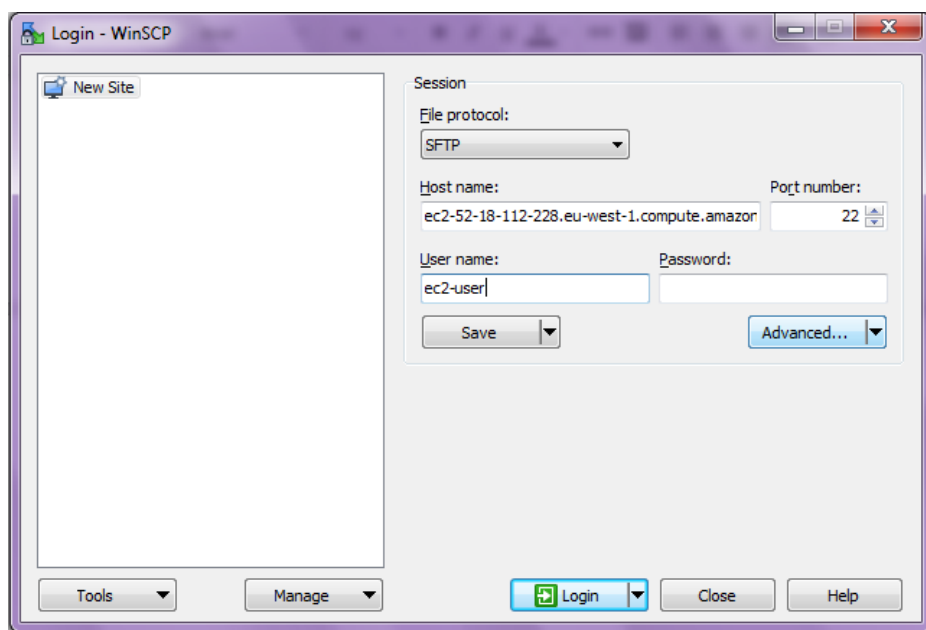 Login - WinSCP
New Site
Session
File protocol:
SFTP
Host name: Port number:
ec2-52-18-112-228.eu-west-1.compute.amazon 22
User name: Password:
ec2-user
Save Advanced...
Tools Manage Login Close Help